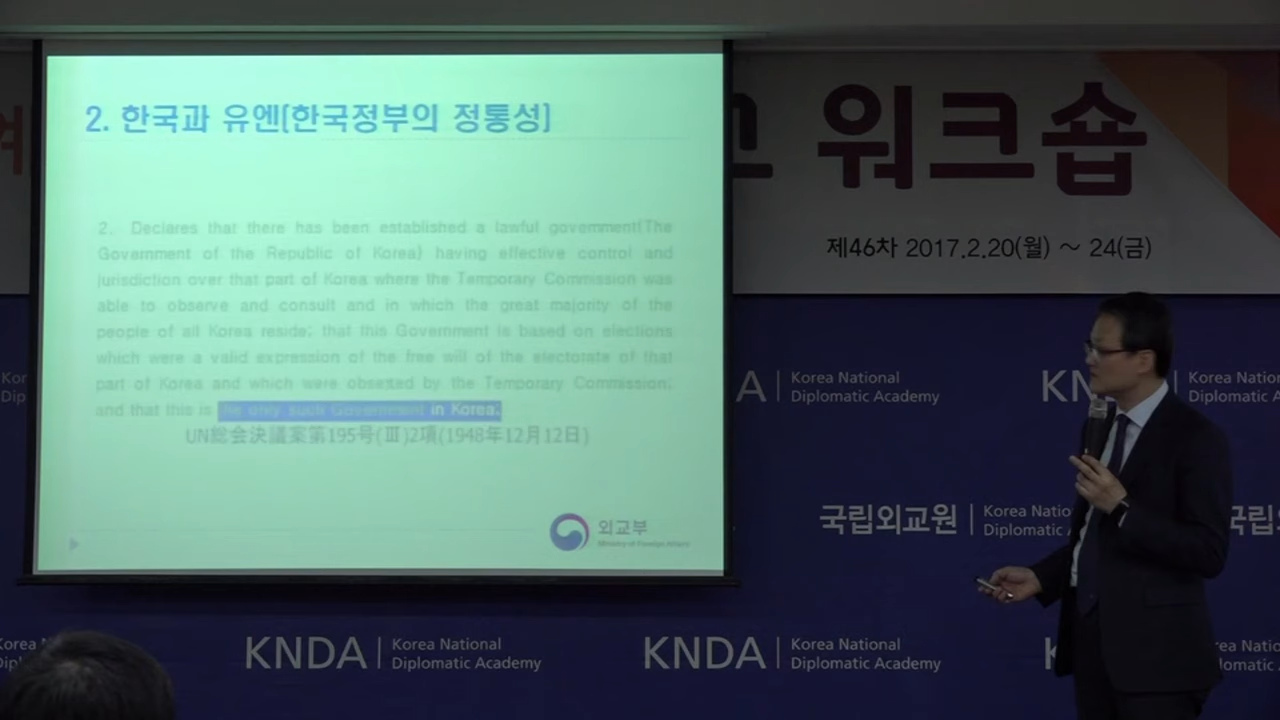 2. 한국과 유엔[한국정부의 정통성]
2. Declares that there has been established a lawful government(The
Government of the Republic of Korea) having effective control and
jurisdiction over that part of Korea where the Temporary Commission was
able to observe and consult and in which the great majority of the
people of all Korea reside; that this Government is based on elections
which were a valid expression of the free will of the electorate of that
part of Korea and which were observed by the Temporary Commission;
and that this is the only such Government in Korea;
UN総会決議案第195号(Ⅲ)2項(1948年12月12日)
외교부
Ministry of Foreign Affairs
워크숍
제46차 2017.2.20(월) ~ 24(금)
Korea National
Diplomatic Academy
국립외교원
Korea
Diplomatic
국립
KNDA
Korea National
Diplomatic Academy
KNDA
Korea National
Diplomatic Academy